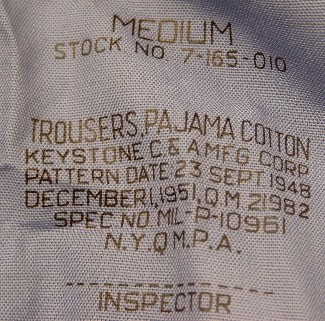 MEDIUM
STOCK NO. 7-165-010
TROUSERS, PAJAMA COTTON
KEYSTONE C. & A MFG CORP
PATTERN DATE 23 SEPT 1948
DECEMBER 1, 1951, Q M 21982
SPEC NO MIL-P-10961
N.Y.Q M.P.A.
INSPECTOR